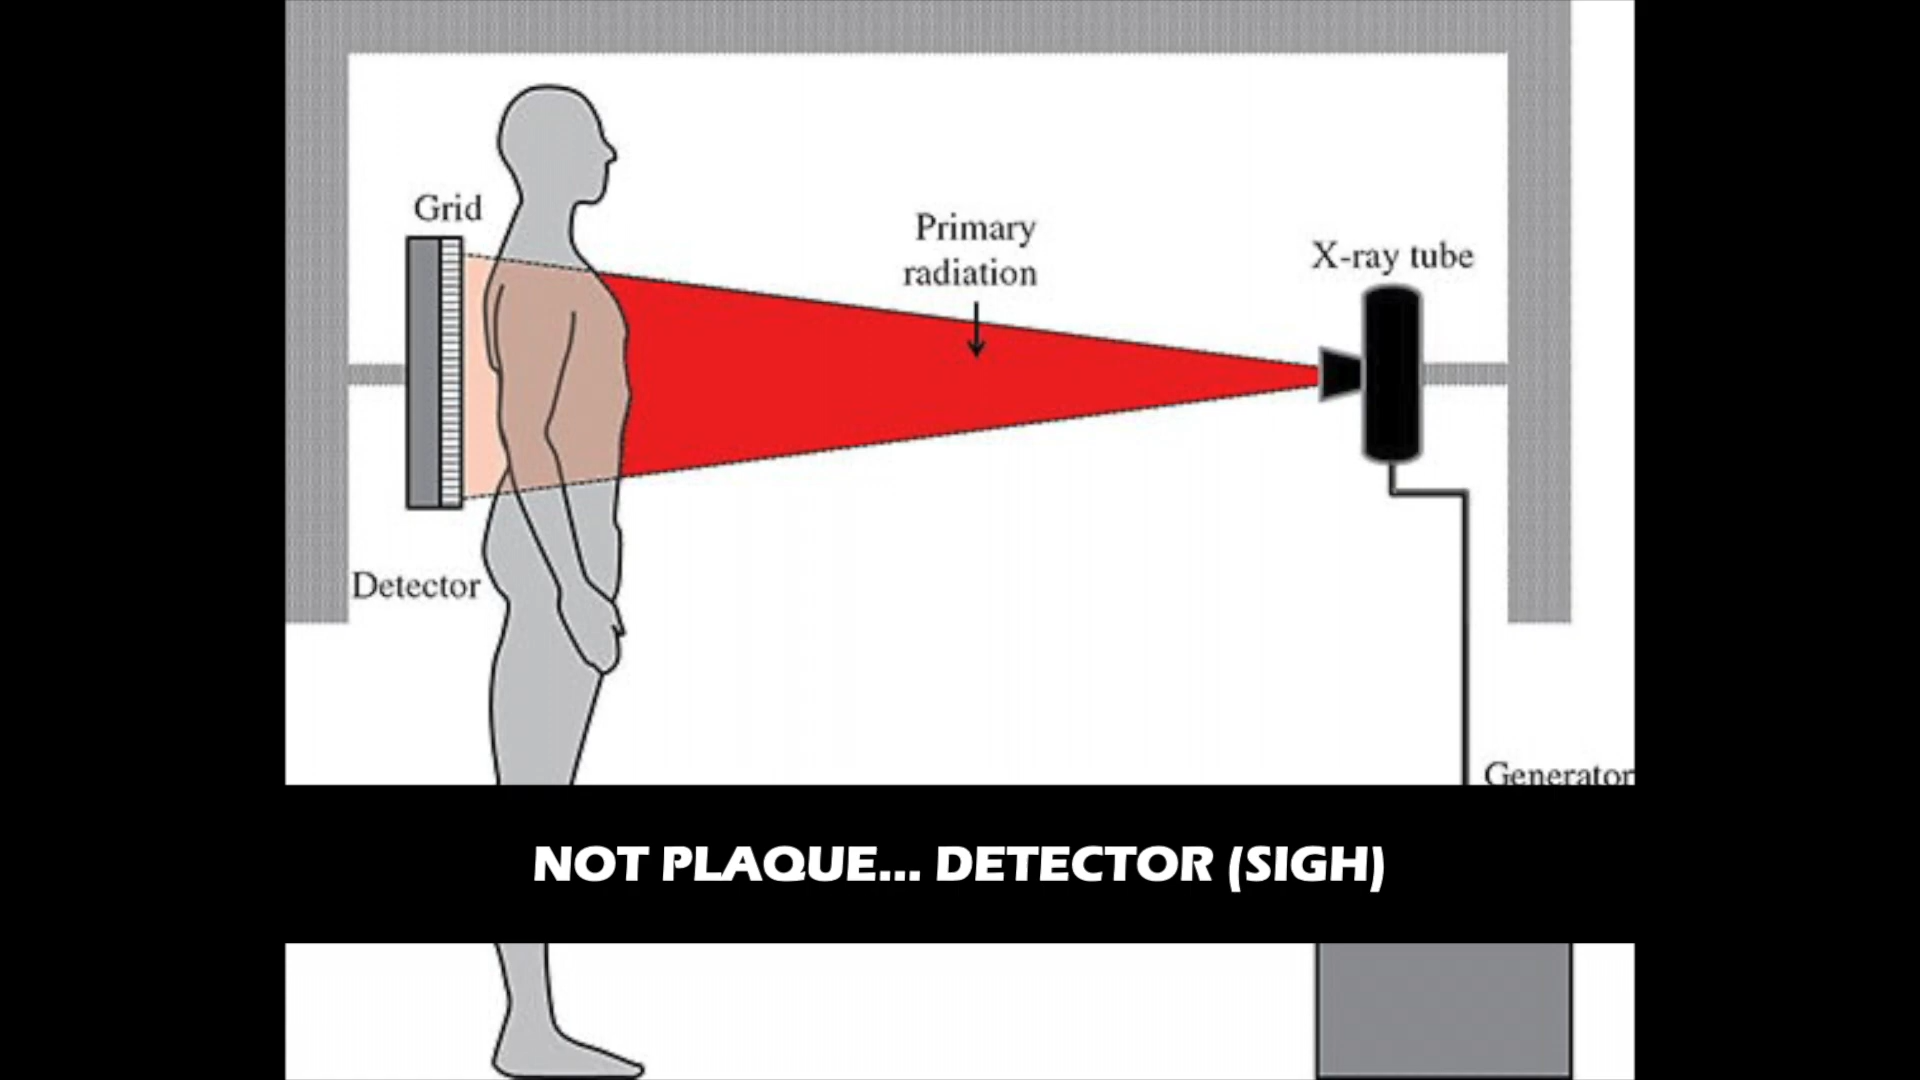 Grid
Primary
radiation
X-ray tube
Detector
Generator
NOT PLAQUE... DETECTOR (SIGH)